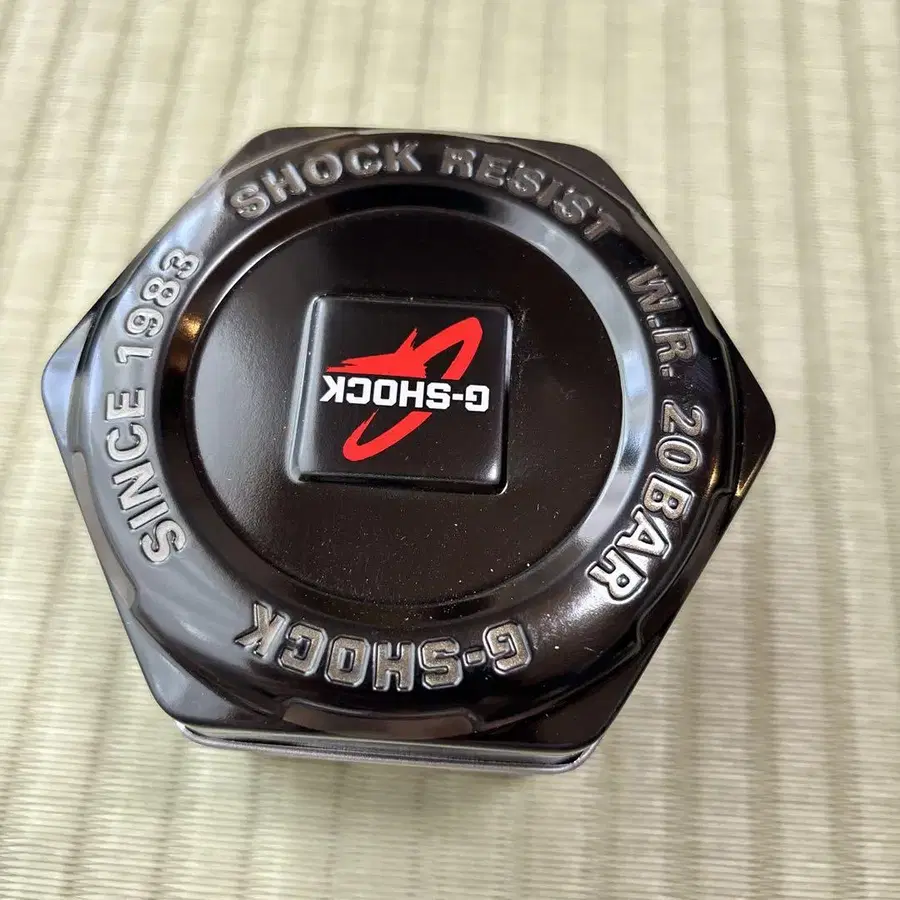 SHOCK RESIST
W.R. 20BAR
G-SHOCK
SINCE 1983
G-SHOCK